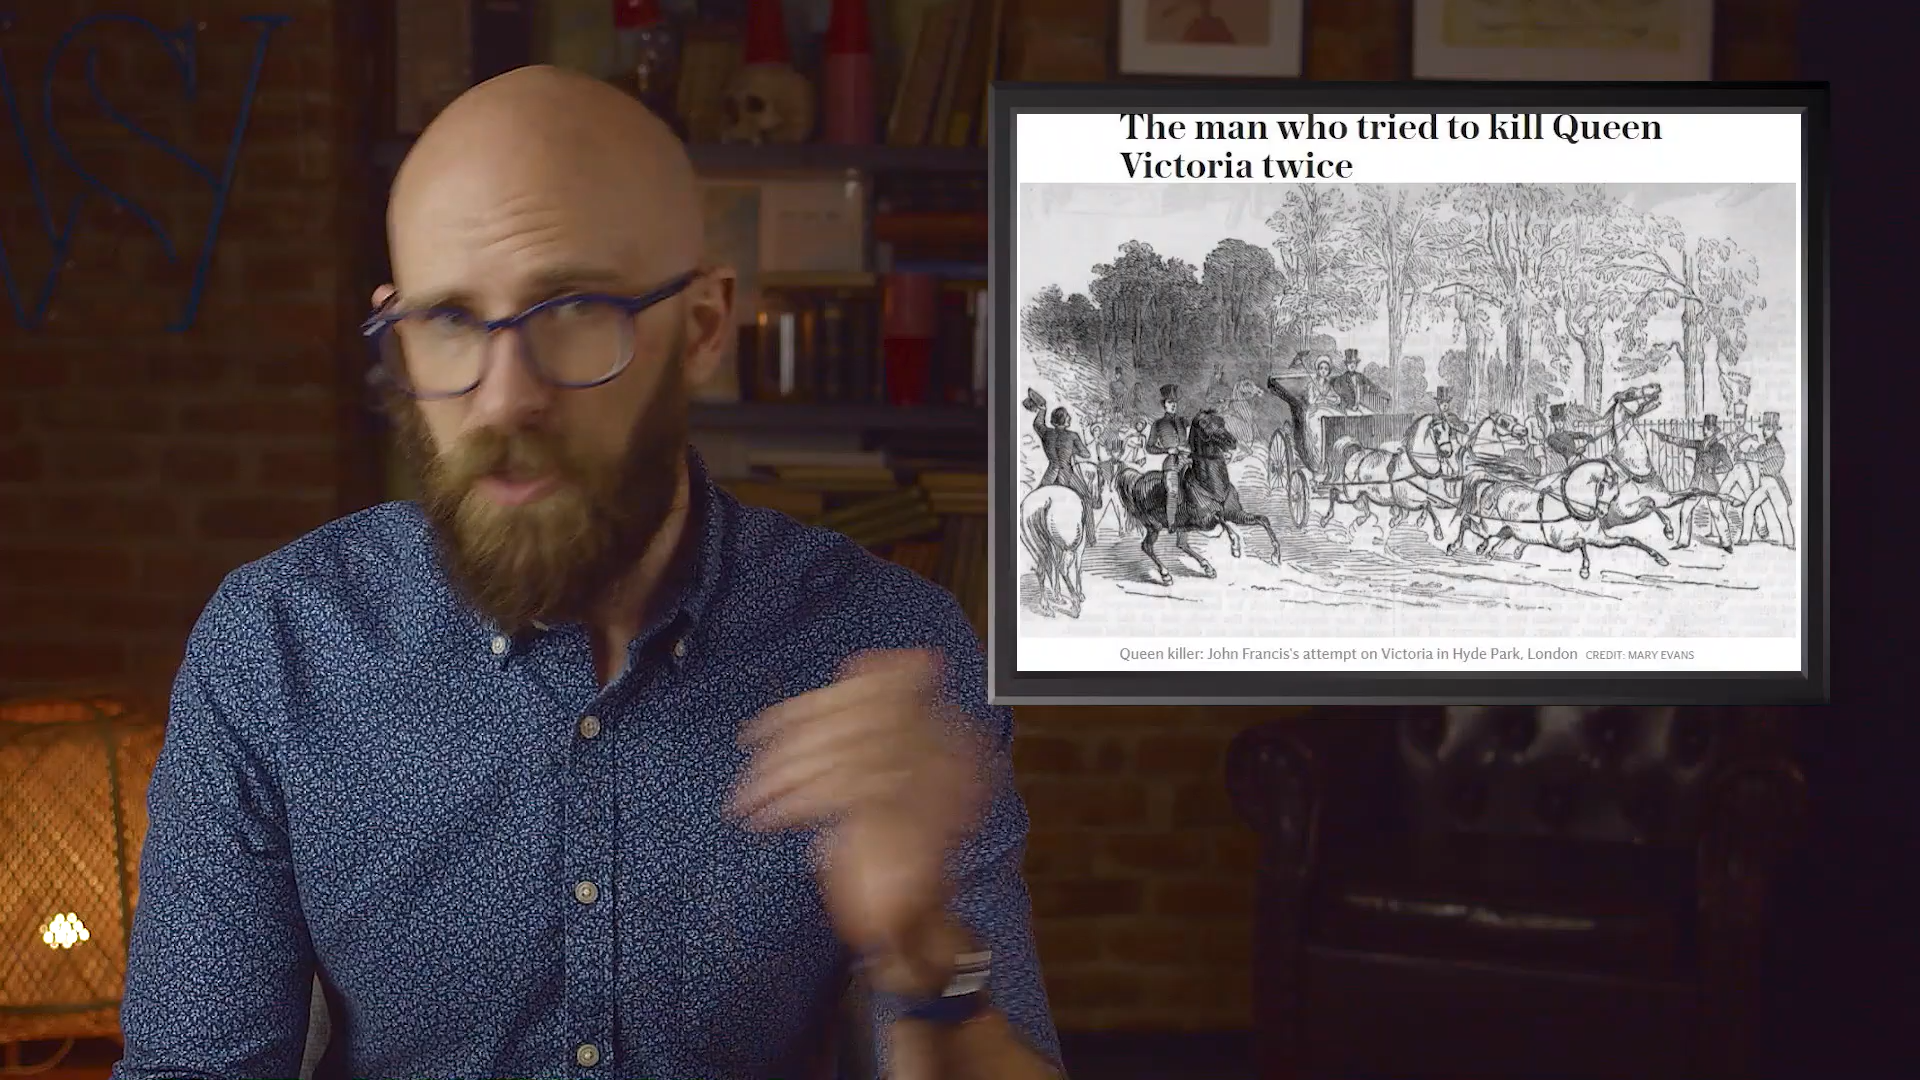 The man who tried to kill Queen
Victoria twice
Queen killer: John Francis's attempt on Victoria in Hyde Park, London CREDIT: MARY EVANS